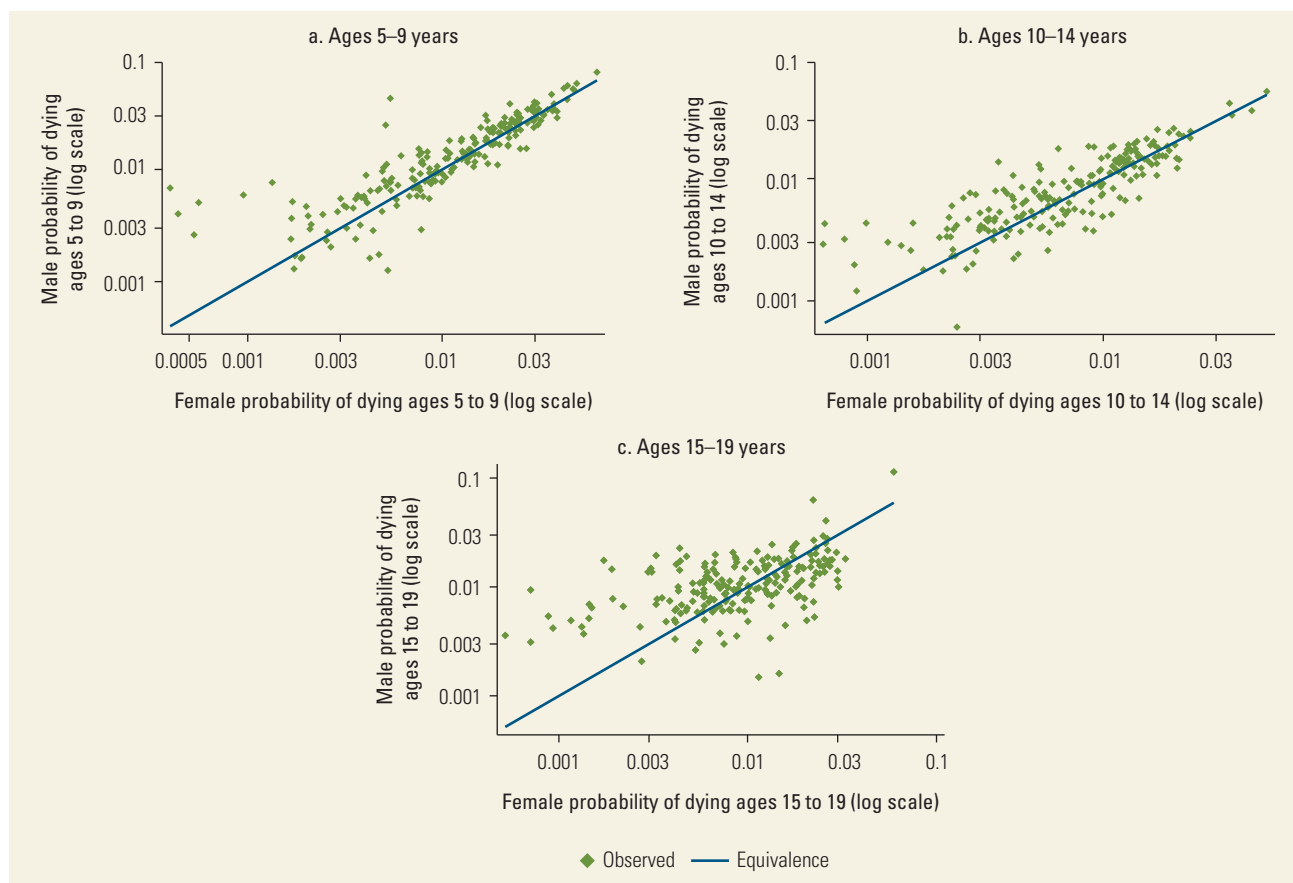 a. Ages 5–9 years
0.1
0.03
0.01
0.003
0.001
Male probability of dying
ages 5 to 9 (log scale)
0.0005 0.001 0.003 0.01 0.03
Female probability of dying ages 5 to 9 (log scale)
b. Ages 10–14 years
0.1
0.03
0.01
0.003
0.001
Male probability of dying
ages 10 to 14 (log scale)
0.001 0.003 0.01 0.03
Female probability of dying ages 10 to 14 (log scale)
c. Ages 15–19 years
0.1
0.03
0.01
0.003
0.001
Male probability of dying
ages 15 to 19 (log scale)
0.001 0.003 0.01 0.03 0.1
Female probability of dying ages 15 to 19 (log scale)
Observed Equivalence